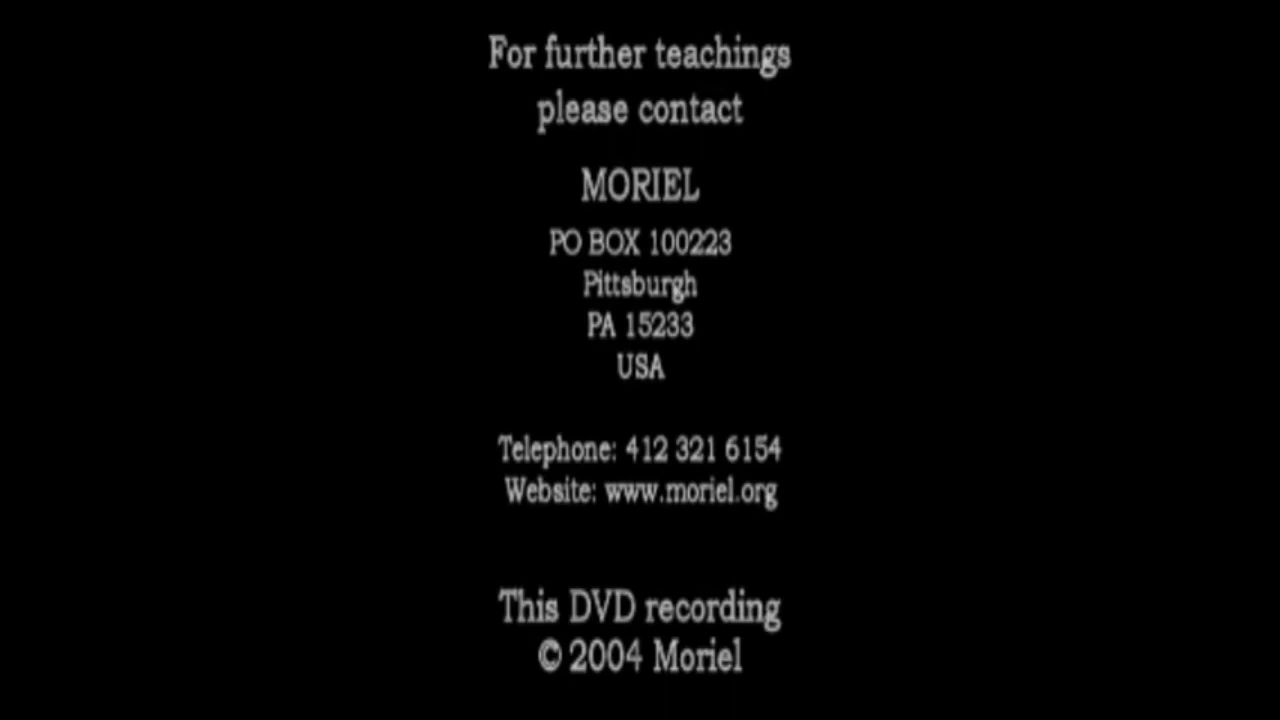 For further teachings
please contact
MORIEL
PO BOX 100223
Pittsburgh
PA 15233
USA
Telephone: 412 321 6154
Website: www.moriel.org
This DVD recording
© 2004 Moriel